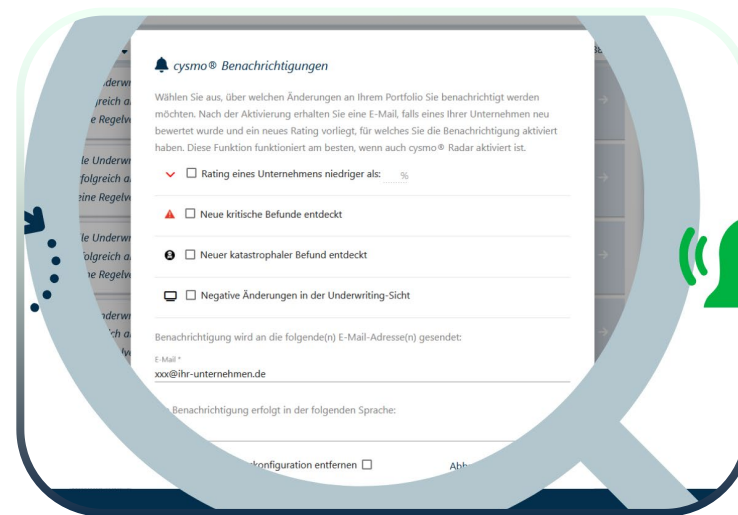 cysmo® Benachrichtigungen
Wählen Sie aus, über welchen Änderungen an Ihrem Portfolio Sie benachrichtigt werden
möchten. Nach der Aktivierung erhalten Sie eine E-Mail, falls eines Ihrer Unternehmen neu
bewertet wurde und ein neues Rating vorliegt, für welches Sie die Benachrichtigung aktiviert
haben. Diese Funktion funktioniert am besten, wenn auch cysmo® Radar aktiviert ist.
Rating eines Unternehmens niedriger als: %
Neue kritische Befunde entdeckt
Neuer katastrophaler Befund entdeckt
Negative Änderungen in der Underwriting-Sicht
Benachrichtigung wird an die folgende(n) E-Mail-Adresse(n) gesendet:
E-Mail *
xxx@ihr-unternehmen.de
Benachrichtigung erfolgt in der folgenden Sprache:
entfernen